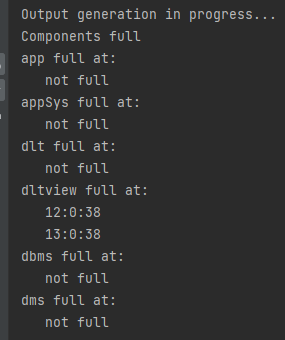 Output generation in progress...
Components full
app full at:
not full
appSys full at:
not full
dlt full at:
not full
dltview full at:
12:0:38
13:0:38
dbms full at:
not full
dms full at:
not full